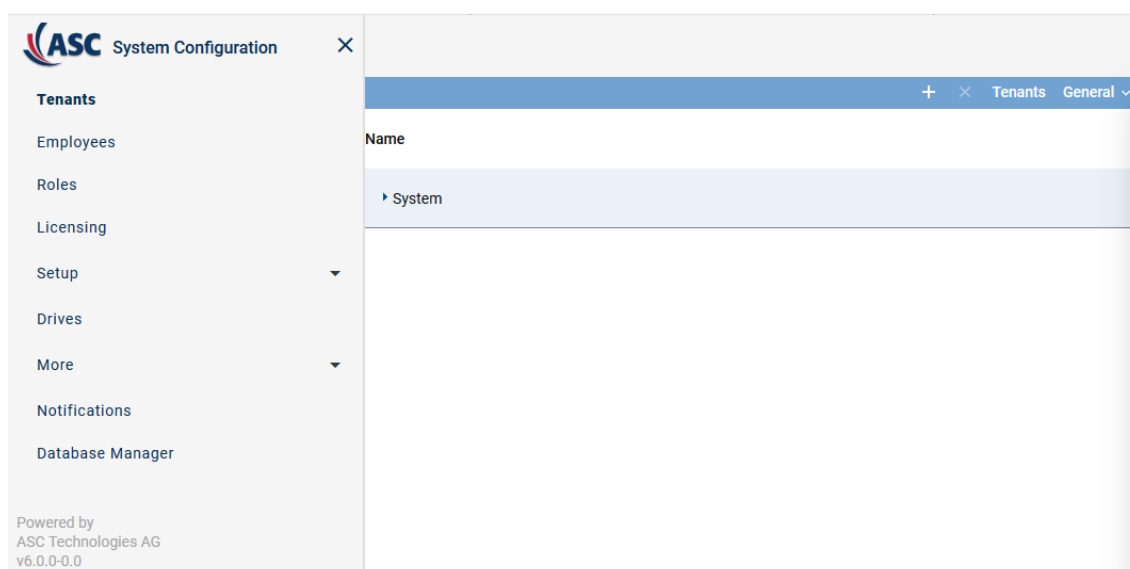 ASC System Configuration
Tenants
Employees
Roles
Licensing
Setup
Drives
More
Notifications
Database Manager
Powered by
ASC Technologies AG
v6.0.0-0.0
+ × Tenants General
Name
System